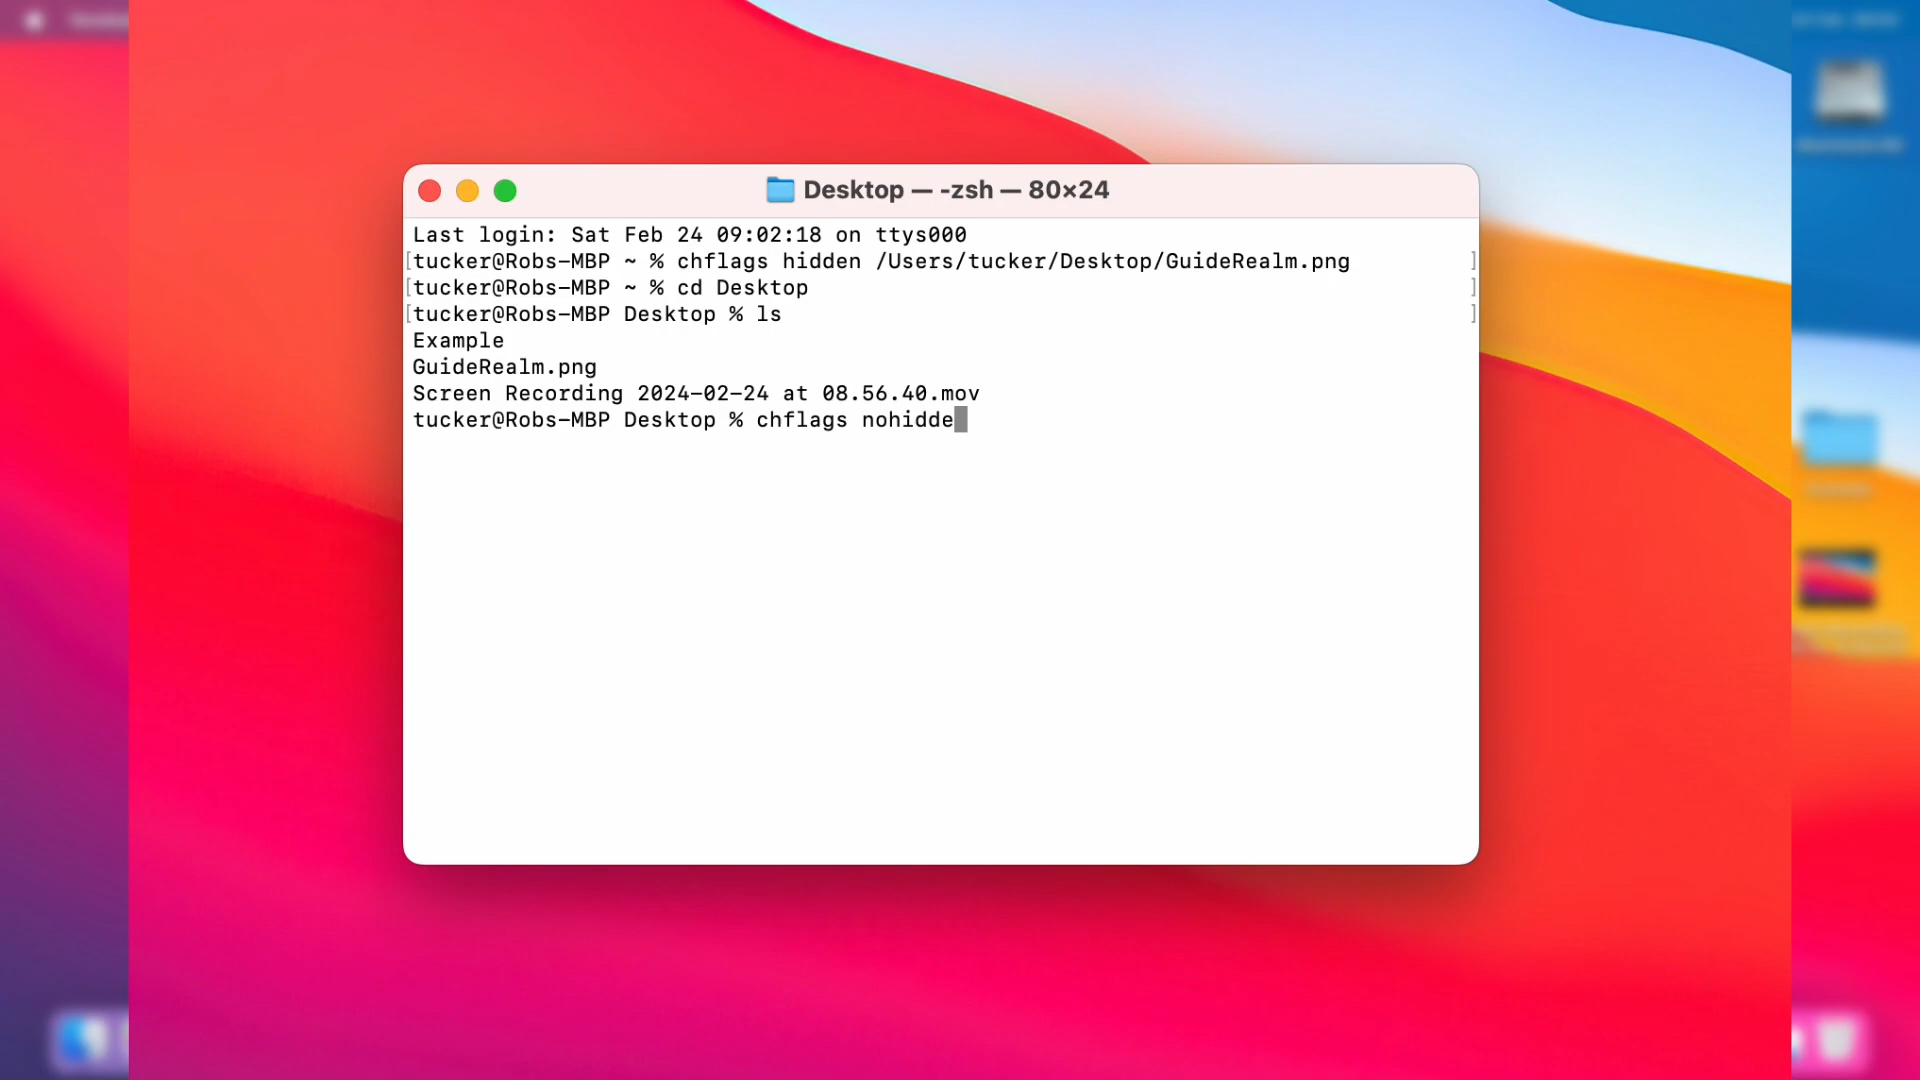 Desktop — -zsh — 80×24
Last login: Sat Feb 24 09:02:18 on ttys000
[tucker@Robs-MBP ~ % chflags hidden /Users/tucker/Desktop/GuideRealm.png ]
[tucker@Robs-MBP ~ % cd Desktop ]
[tucker@Robs-MBP Desktop % ls ]
Example
GuideRealm.png
Screen Recording 2024-02-24 at 08.56.40.mov
tucker@Robs-MBP Desktop % chflags nohidde